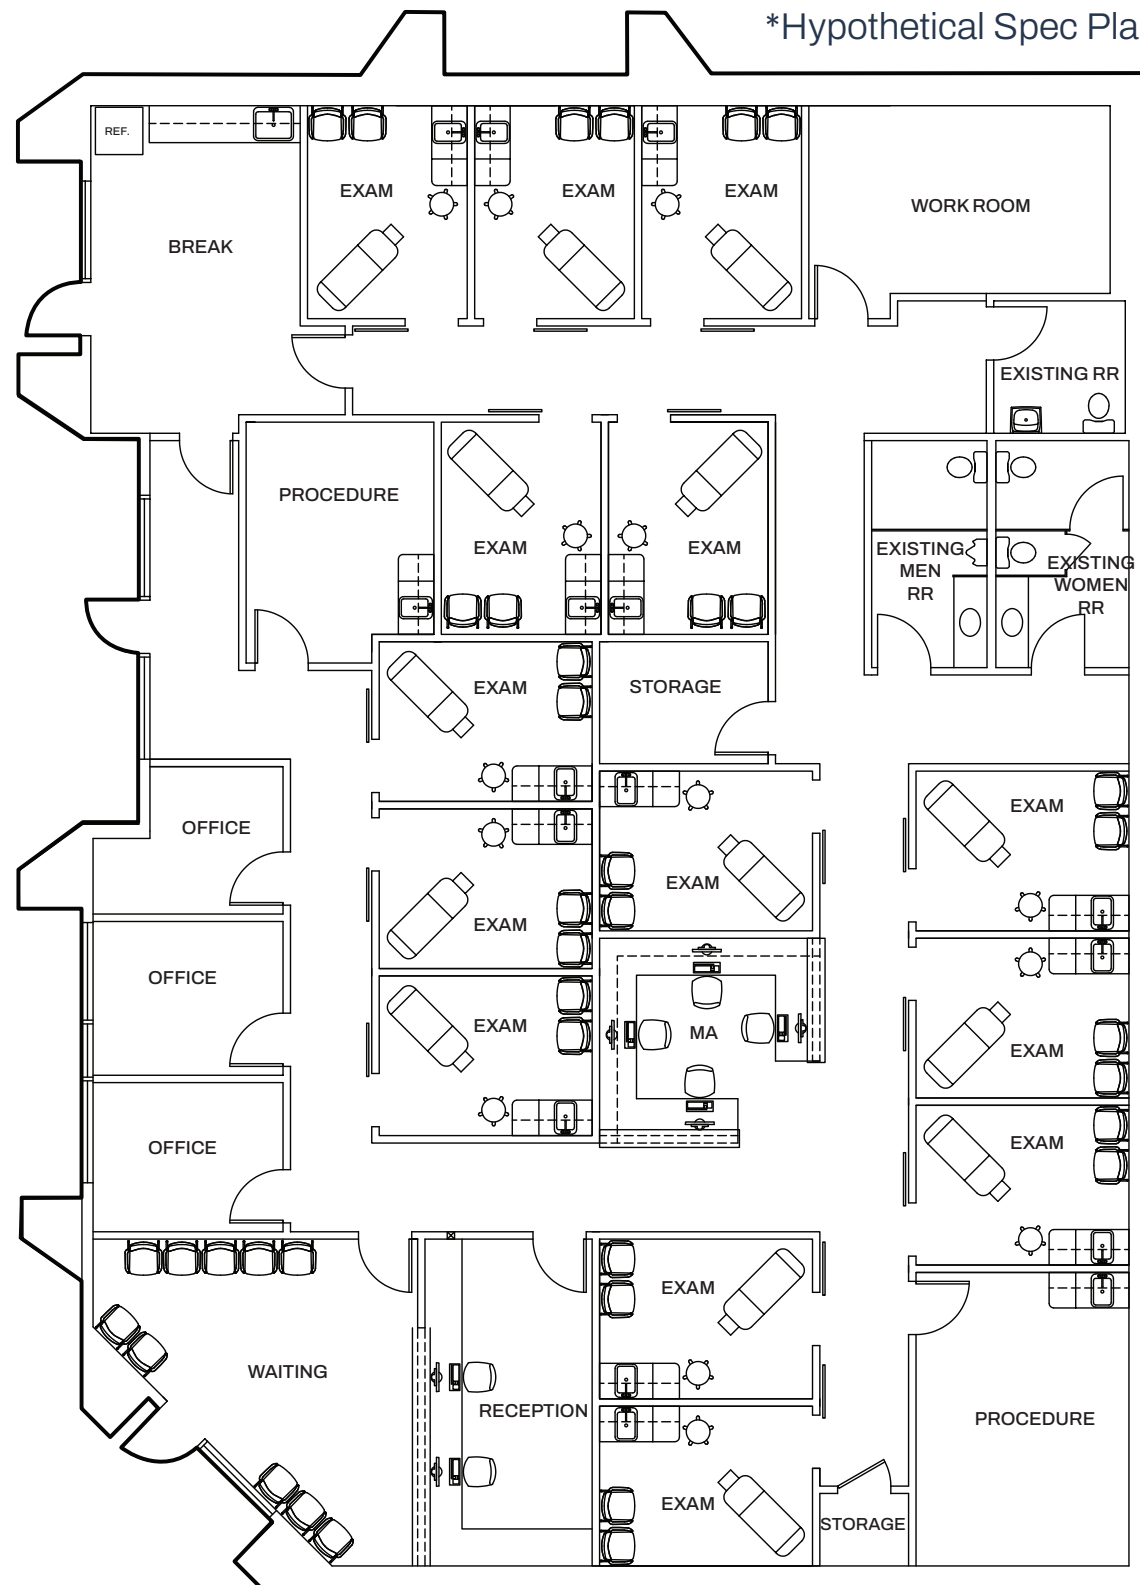 *Hypothetical Spec Pla
REF.
EXAM
EXAM
EXAM
WORK ROOM
BREAK
EXISTING RR
PROCEDURE
EXAM
EXAM
EXISTING
MEN
RR
EXISTING
WOMEN
RR
EXAM
STORAGE
OFFICE
EXAM
EXAM
EXAM
OFFICE
EXAM
MA
EXAM
OFFICE
EXAM
WAITING
EXAM
RECEPTION
PROCEDURE
EXAM
STORAGE